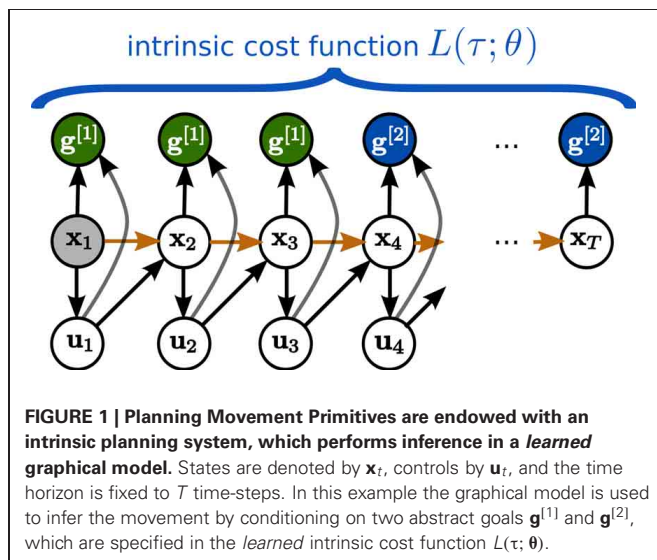 intrinsic cost function L(τ; θ)
g[1] g[1] g[1] g[2] ... g[2]
x1 x2 x3 x4 ... xT
u1 u2 u3 u4
FIGURE 1 | Planning Movement Primitives are endowed with an
intrinsic planning system, which performs inference in a learned
graphical model. States are denoted by xt, controls by ut, and the time
horizon is fixed to T time-steps. In this example the graphical model is used
to infer the movement by conditioning on two abstract goals g[1] and g[2],
which are specified in the learned intrinsic cost function L(τ; θ).